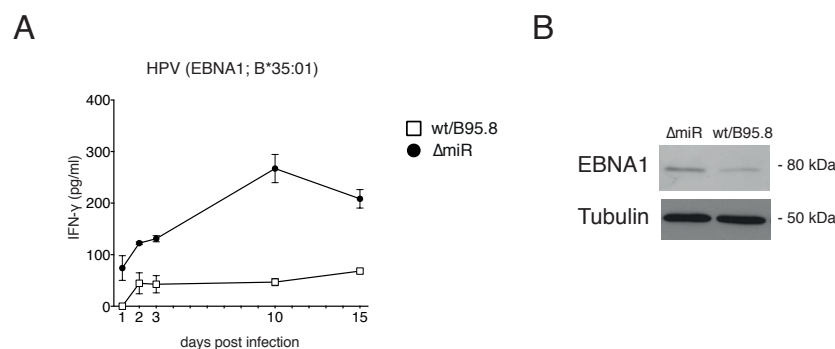 A
HPV (EBNA1; B*35:01)
400
300
200
100
0
IFN-γ (pg/ml)
1 2 3 10 15
days post infection
wt/B95.8
ΔmiR
B
ΔmiR wt/B95.8
EBNA1 - 80 kDa
Tubulin - 50 kDa